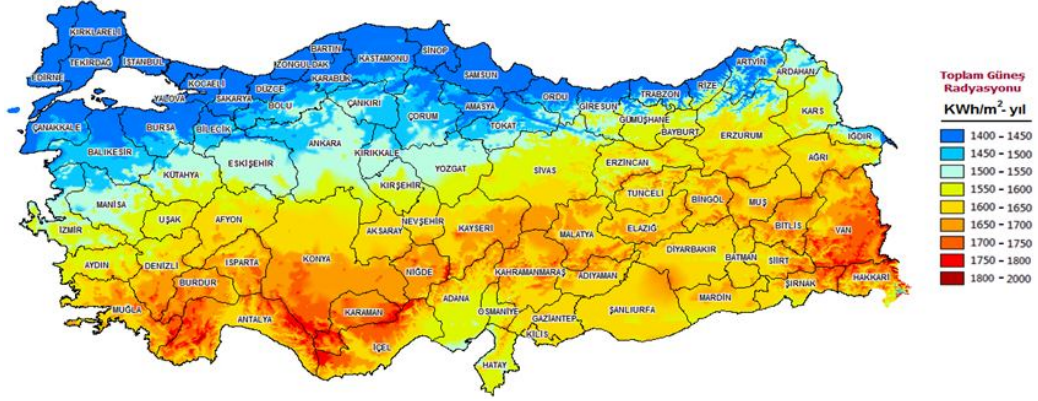 KIRKLARELİ
EDİRNE
TEKİRDAĞ
İSTANBUL
KOCAELİ
YALOVA
SAKARYA
DÜZCE
ZONGULDAK
BARTIN
KARABÜK
KASTAMONU
SİNOP
SAMSUN
ORDU
GİRESUN
TRABZON
RİZE
ARTVİN
ARDAHAN
ÇANAKKALE
BALIKESİR
BURSA
BİLECİK
BOLU
ÇANKIRI
ÇORUM
AMASYA
TOKAT
GÜMÜŞHANE
BAYBURT
ERZURUM
KARS
IĞDIR
AĞRI
KÜTAHYA
ESKİŞEHİR
ANKARA
KIRIKKALE
YOZGAT
KIRŞEHİR
SİVAS
ERZİNCAN
TUNCELİ
BİNGÖL
MUŞ
BİTLİS
VAN
MANİSA
İZMİR
UŞAK
AFYON
AKSARAY
NEVŞEHİR
KAYSERİ
MALATYA
ELAZIĞ
DİYARBAKIR
BATMAN
SİİRT
ŞIRNAK
HAKKARİ
AYDIN
DENİZLİ
ISPARTA
BURDUR
KONYA
NİĞDE
KAHRAMANMARAŞ
ADIYAMAN
MUĞLA
ANTALYA
KARAMAN
İÇEL
ADANA
OSMANİYE
GAZİANTEP
KİLİS
HATAY
ŞANLIURFA
MARDİN
Toplam Güneş
Radyasyonu
KWh/m²- yıl
1400 - 1450
1450 - 1500
1500 - 1550
1550 - 1600
1600 - 1650
1650 - 1700
1700 - 1750
1750 - 1800
1800 - 2000